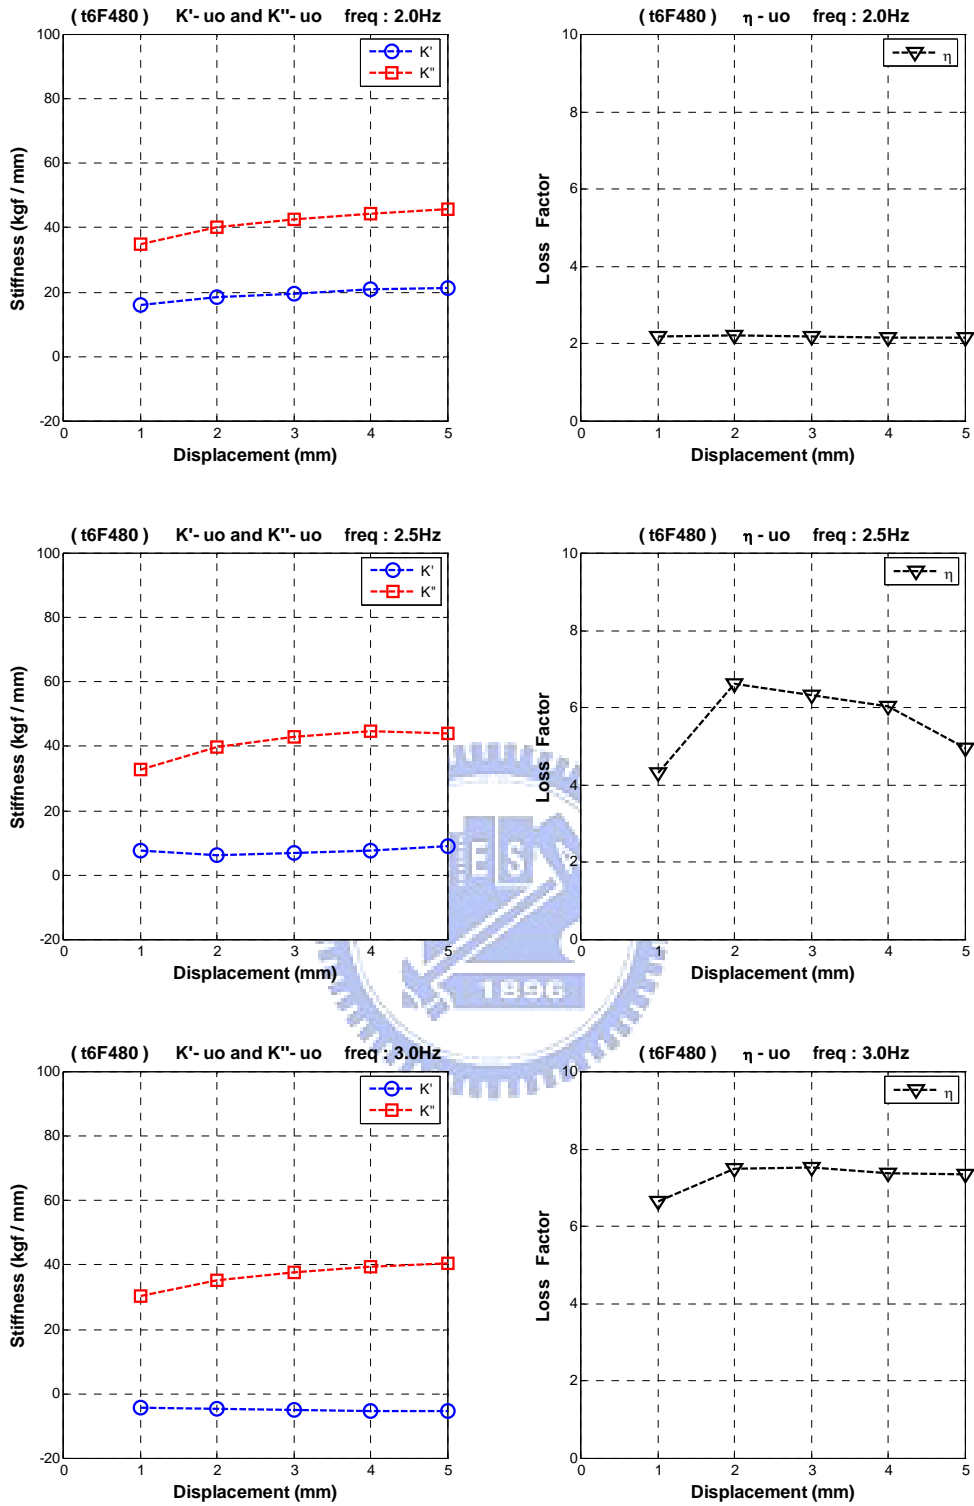 ( t6F480 ) K'- uo and K''- uo freq : 2.0Hz
100
80
60
40
20
0
-20
0 1 2 3 4 5
Stiffness (kgf / mm)
Displacement (mm)
K'
K''
( t6F480 ) η - uo freq : 2.0Hz
10
8
6
4
2
0
0 1 2 3 4 5
Loss Factor
Displacement (mm)
η
( t6F480 ) K'- uo and K''- uo freq : 2.5Hz
100
80
60
40
20
0
-20
0 1 2 3 4 5
Stiffness (kgf / mm)
Displacement (mm)
K'
K''
( t6F480 ) η - uo freq : 2.5Hz
10
8
6
4
2
0
0 1 2 3 4 5
Loss Factor
Displacement (mm)
η
ES
1896
( t6F480 ) K'- uo and K''- uo freq : 3.0Hz
100
80
60
40
20
0
-20
0 1 2 3 4 5
Stiffness (kgf / mm)
Displacement (mm)
K'
K''
( t6F480 ) η - uo freq : 3.0Hz
10
8
6
4
2
0
0 1 2 3 4 5
Loss Factor
Displacement (mm)
η